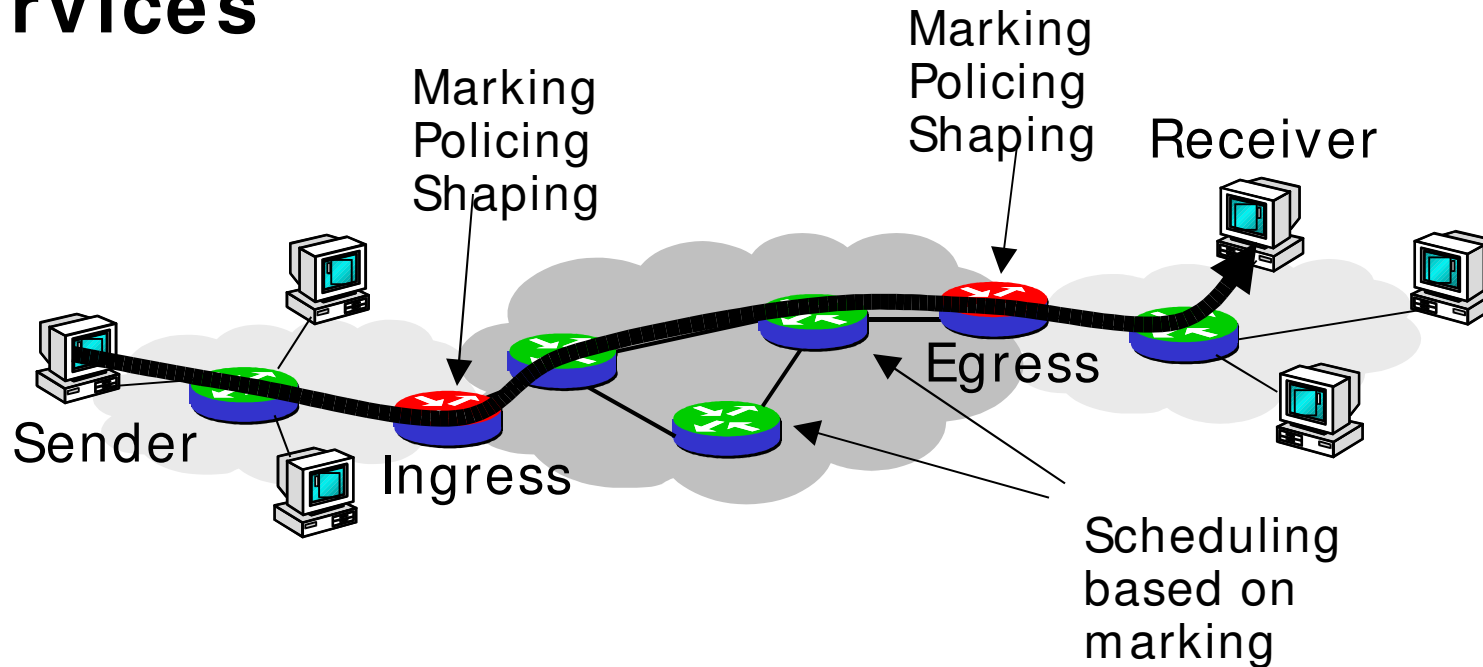 rvices
Marking
Policing
Shaping
Marking
Policing
Shaping
Receiver
Sender
Ingress
Egress
Scheduling
based on
marking